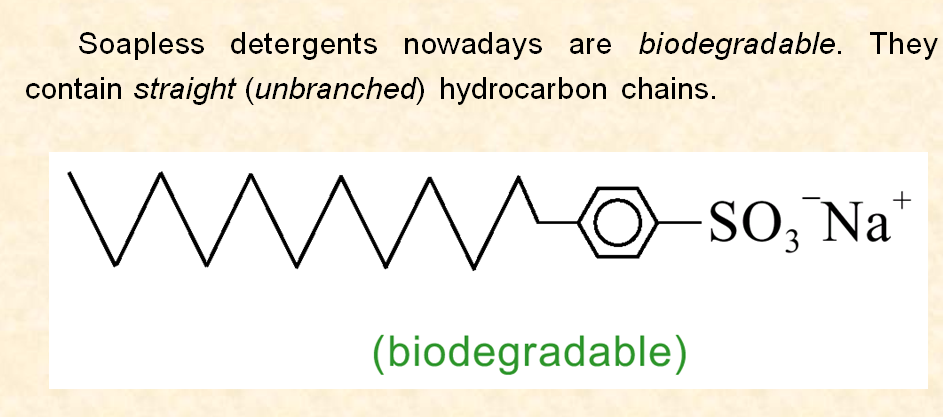 Soapless detergents nowadays are biodegradable. They
contain straight (unbranched) hydrocarbon chains.
SO₃⁻Na⁺
(biodegradable)